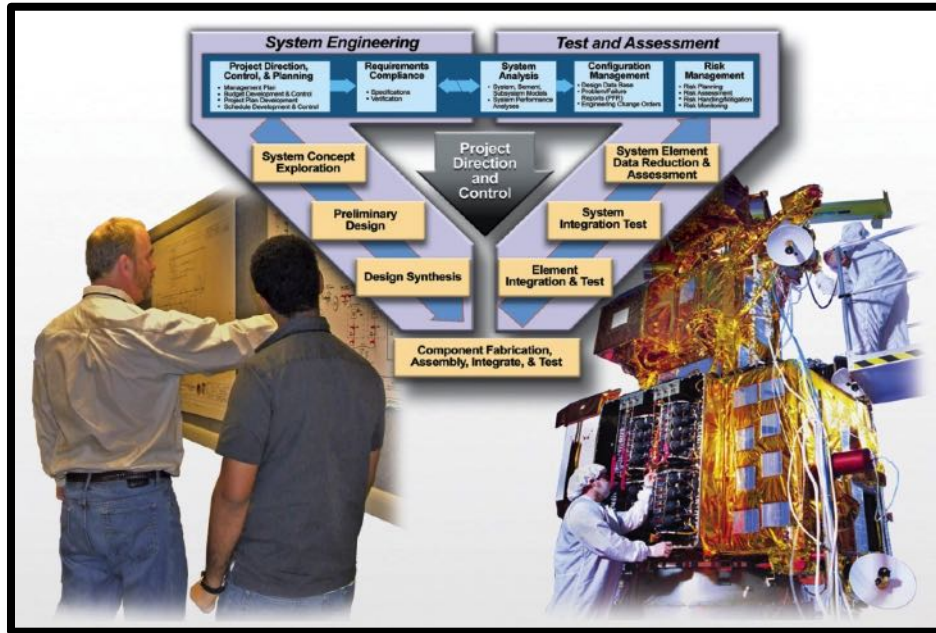 System Engineering
Test and Assessment
Project Direction,
Control, & Planning
• Management Plan
• Budget Development & Control
• Project Plan Development
• Schedule Development & Control
Requirements
Compliance
• Specifications
• Verification
System
Analysis
• System, Sement,
Subsystem Models
• System Performance
Analyses
Configuration
Management
• Design Data Base
• Problem/Failure
Reports (PFR)
• Engineering Change Orders
Risk
Management
• Risk Planning
• Risk Assessment
• Risk Handling/Mitigation
• Risk Monitoring
Project
Direction
and
Control
System Concept
Exploration
Preliminary
Design
Design Synthesis
System Element
Data Reduction &
Assessment
System
Integration Test
Element
Integration & Test
Component Fabrication,
Assembly, Integrate, & Test